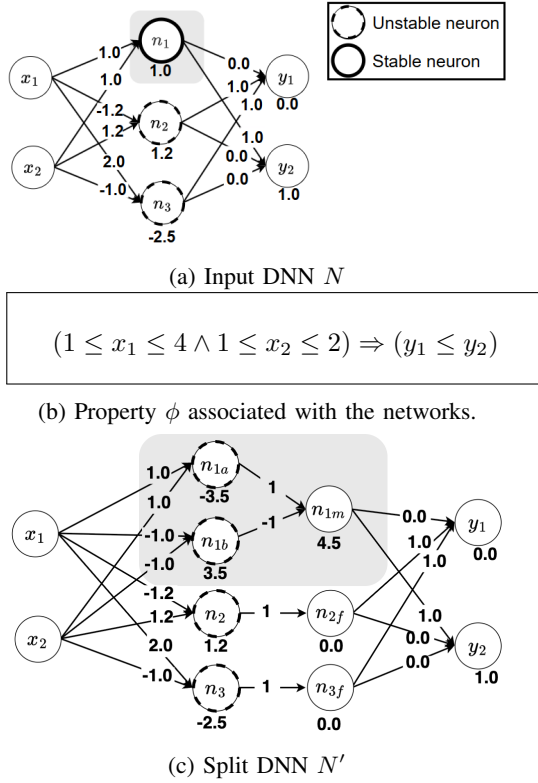 Unstable neuron
Stable neuron
n1
1.0
1.0
1.0
x1
-1.2
1.2
n2
1.2
2.0
-1.0
x2
n3
-2.5
0.0
1.0
1.0
y1
0.0
1.0
0.0
0.0
y2
1.0
(a) Input DNN N
(1 ≤ x1 ≤ 4 ∧ 1 ≤ x2 ≤ 2) ⇒ (y1 ≤ y2)
(b) Property ϕ associated with the networks.
n1a
-3.5
1.0
1.0
1
n1m
4.5
x1
-1.0
-1.0
n1b
3.5
-1
0.0
1.0
1.0
y1
0.0
-1.2
1.2
n2
1.2
1
n2f
0.0
x2
2.0
-1.0
n3
-2.5
1
n3f
0.0
1.0
0.0
0.0
y2
1.0
(c) Split DNN N′